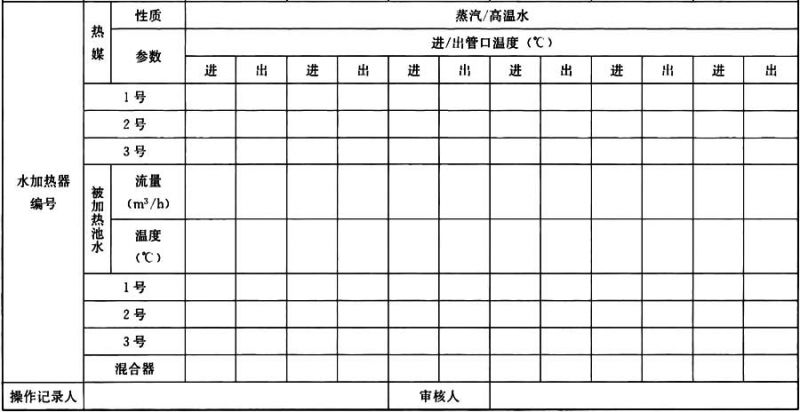 热媒 性质 蒸汽/高温水
参数 进/出管口温度（℃）
进 出 进 出 进 出 进 出 进 出 进 出
1号
2号
3号
水加热器编号
被加热池水 流量（m³/h）
温度（℃）
1号
2号
3号
混合器
操作记录人 审核人